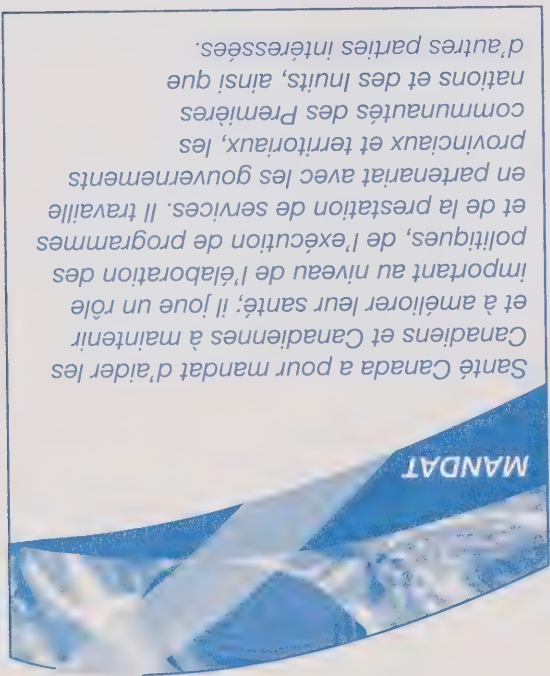 MANDAT
Santé Canada a pour mandat d'aider les
Canadiens et Canadiennes à maintenir
et à améliorer leur santé; il joue un rôle
important au niveau de l'élaboration des
politiques, de l'exécution de programmes
et de la prestation de services. Il travaille
en partenariat avec les gouvernements
provinciaux et territoriaux, les
communautés des Premières
nations et des Inuits, ainsi que
d'autres parties intéressées.